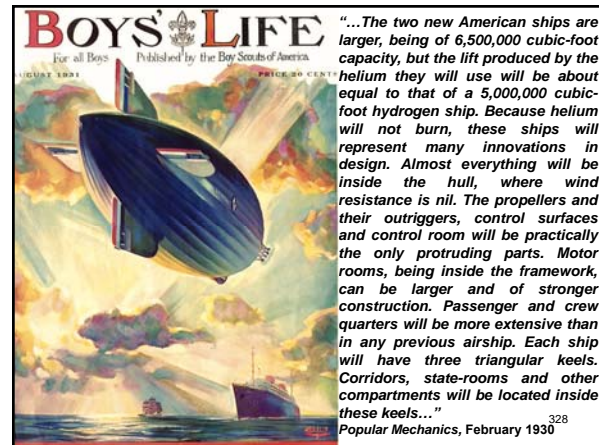 BOYS' LIFE
For all Boys Published by the Boy Scouts of America
AUGUST 1931 PRICE 20 CENTS
“…The two new American ships are
larger, being of 6,500,000 cubic-foot
capacity, but the lift produced by the
helium they will use will be about
equal to that of a 5,000,000 cubic-
foot hydrogen ship. Because helium
will not burn, these ships will
represent many innovations in
design. Almost everything will be
inside the hull, where wind
resistance is nil. The propellers and
their outriggers, control surfaces
and control room will be practically
the only protruding parts. Motor
rooms, being inside the framework,
can be larger and of stronger
construction. Passenger and crew
quarters will be more extensive than
in any previous airship. Each ship
will have three triangular keels.
Corridors, state-rooms and other
compartments will be located inside
these keels…”
Popular Mechanics, February 1930
328